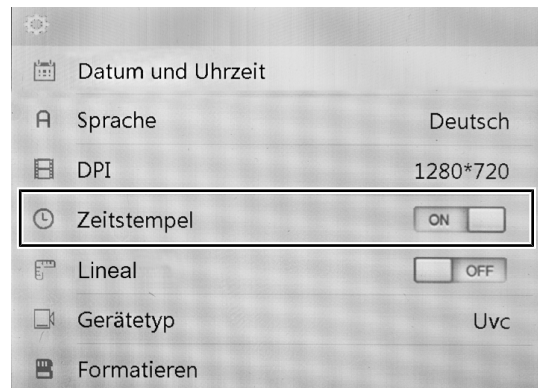 Datum und Uhrzeit
Sprache Deutsch
DPI 1280*720
Zeitstempel ON
Lineal OFF
Gerätetyp Uvc
Formatieren